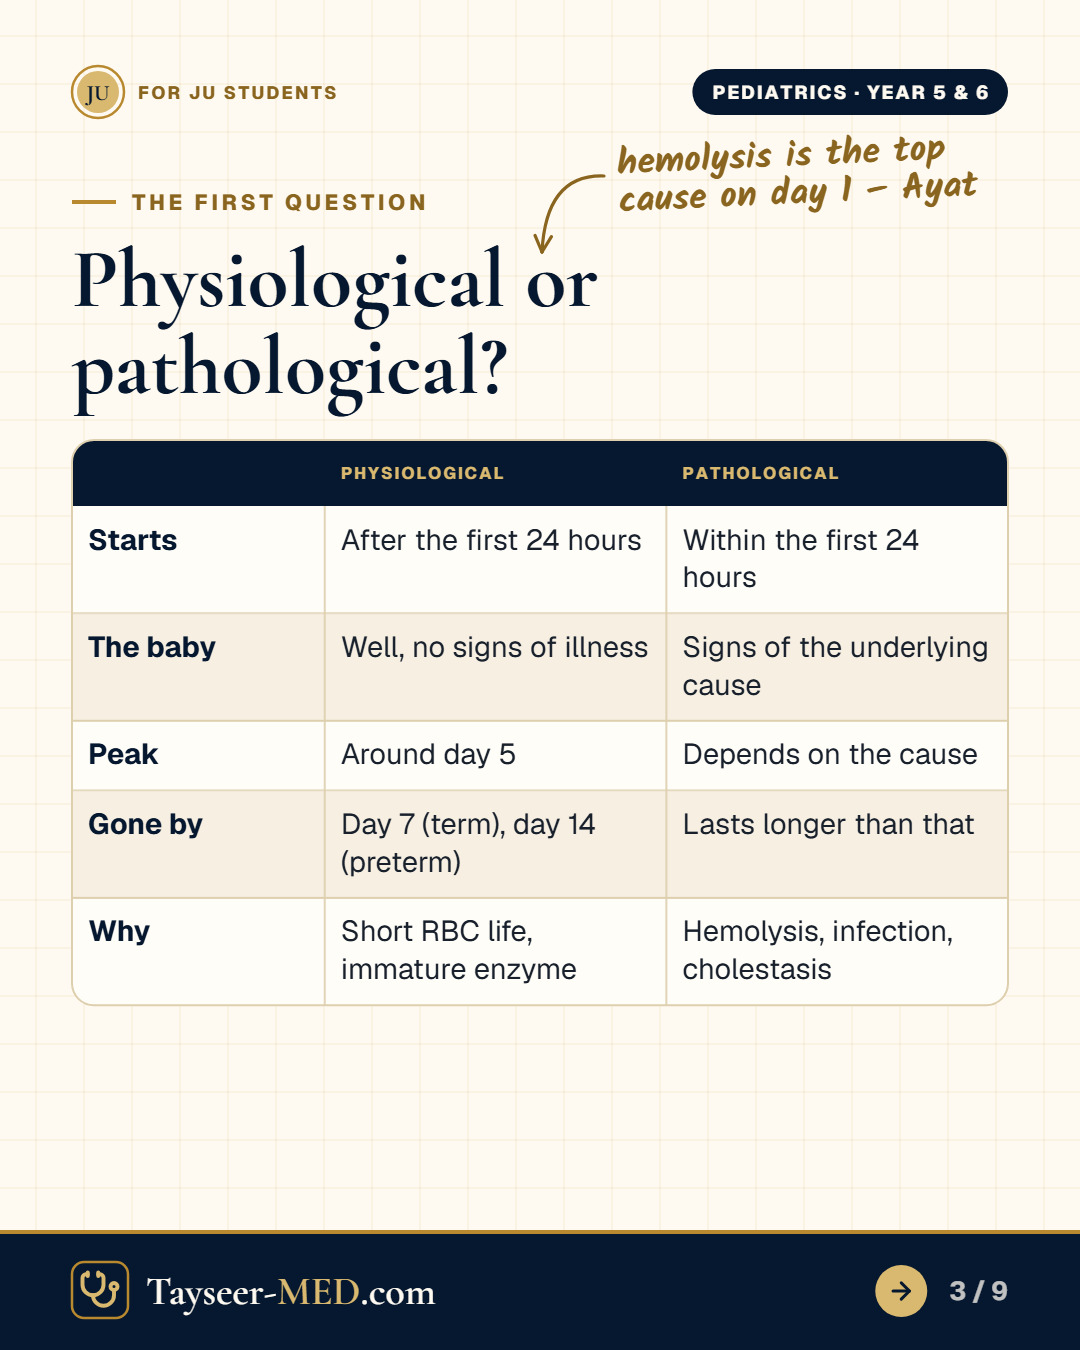 JU
FOR JU STUDENTS
PEDIATRICS · YEAR 5 & 6
hemolysis is the top
cause on day 1 – Ayat
THE FIRST QUESTION
Physiological or
pathological?
PHYSIOLOGICAL PATHOLOGICAL
Starts After the first 24 hours Within the first 24
hours
The baby Well, no signs of illness Signs of the underlying
cause
Peak Around day 5 Depends on the cause
Gone by Day 7 (term), day 14 Lasts longer than that
(preterm)
Why Short RBC life, Hemolysis, infection,
immature enzyme cholestasis
Tayseer-MED.com
3 / 9